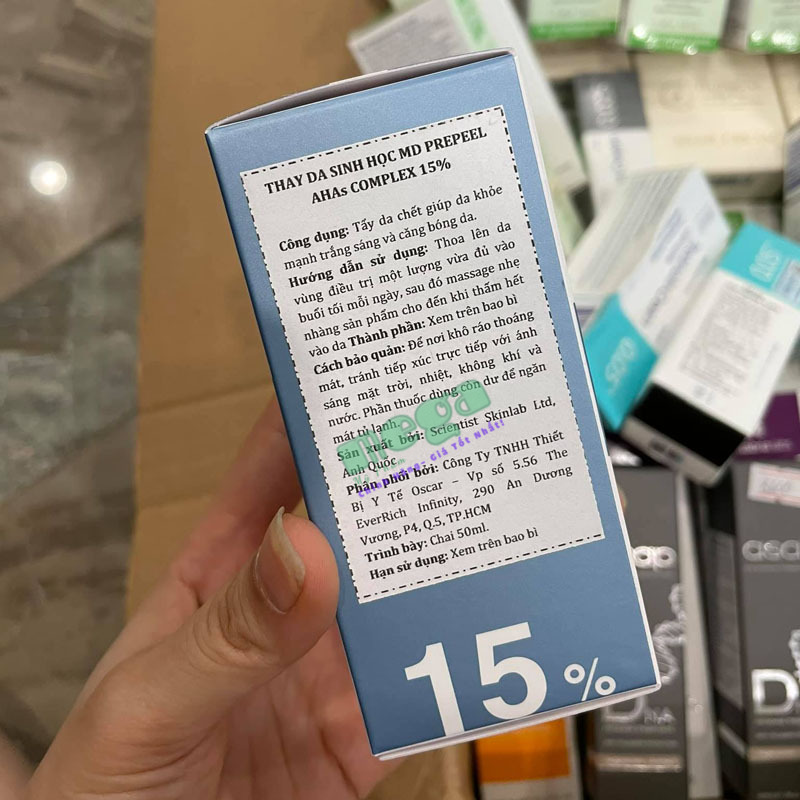 THAY DA SINH HỌC MD PREPEEL
AHAs COMPLEX 15%
Công dụng: Tẩy da chết giúp da khỏe
mạnh trắng sáng và căng bóng da.
Hướng dẫn sử dụng: Thoa lên da
vùng điều trị một lượng vừa đủ vào
buổi tối mỗi ngày, sau đó massage nhẹ
nhàng sản phẩm cho đến khi thấm hết
vào da Thành phần: Xem trên bao bì
Cách bảo quản: Để nơi khô ráo thoáng
mát, tránh tiếp xúc trực tiếp với ánh
sáng mặt trời, nhiệt, không khí và
nước. Phần thuốc dùng còn dư để ngăn
mát tủ lạnh.
Sản xuất bởi: Scientist Skinlab Ltd,
Anh Quốc
Phân phối bởi: Công Ty TNHH Thiết
Bị Y Tế Oscar – Vp số 5.56 The
EverRich Infinity, 290 An Dương
Vương, P4, Q.5, TP.HCM
Trình bày: Chai 50ml.
Hạn sử dụng: Xem trên bao bì
15%
mega
asap